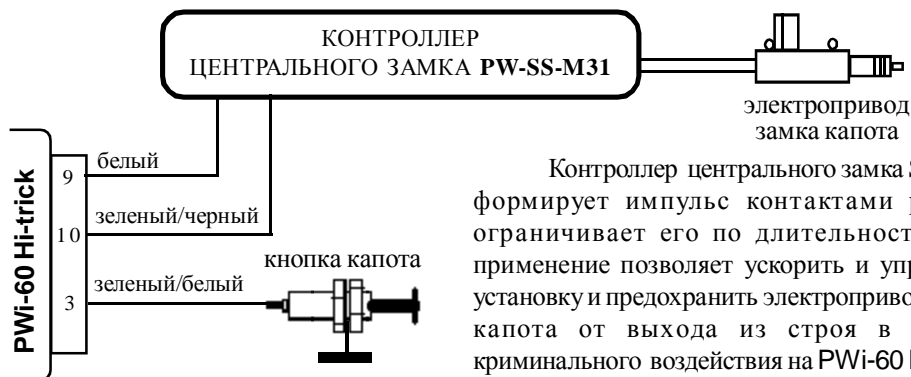 КОНТРОЛЛЕР
ЦЕНТРАЛЬНОГО ЗАМКА PW-SS-M31
электропривод
замка капота
PWi-60 Hi-trick
9
белый
10
зеленый/черный
3
зеленый/белый
кнопка капота
Контроллер центрального замка
формирует импульс контактами
ограничивает его по длительност
применение позволяет ускорить и упр
установку и предохранить электропривод
капота от выхода из строя в
криминального воздействия на PWi-60